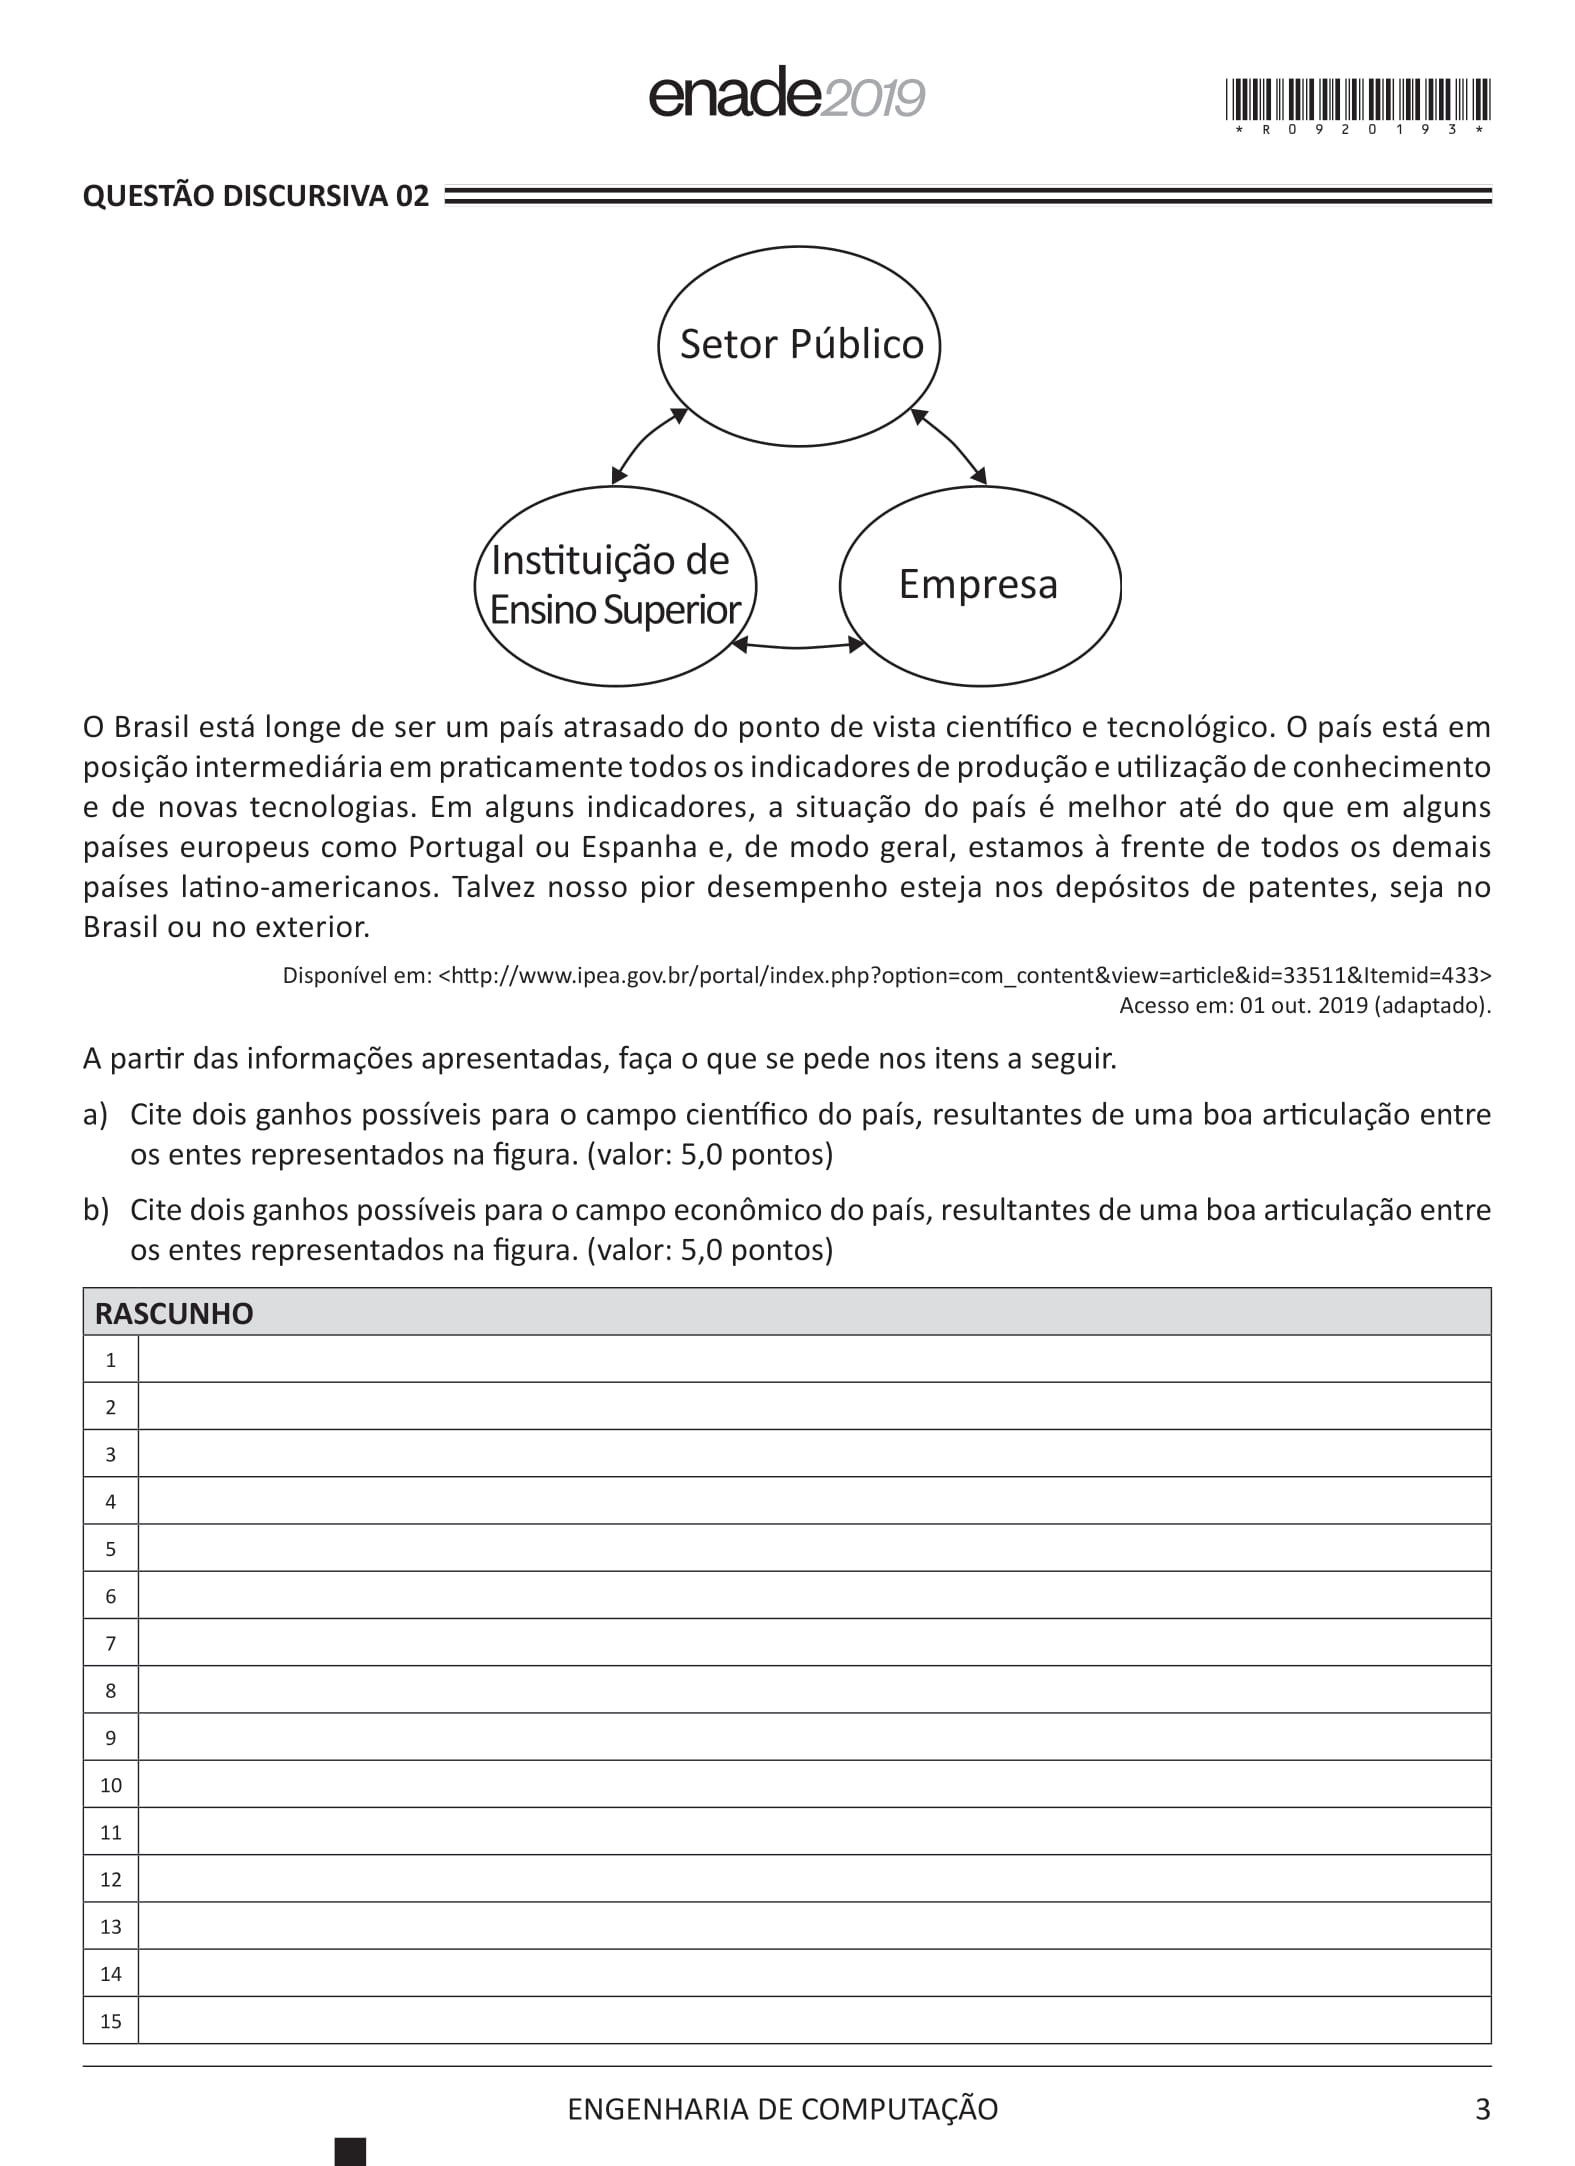 enade2019
*R0920193*
QUESTÃO DISCURSIVA 02
Setor Público
Instituição de
Ensino Superior
Empresa
O Brasil está longe de ser um país atrasado do ponto de vista científico e tecnológico. O país está em
posição intermediária em praticamente todos os indicadores de produção e utilização de conhecimento
e de novas tecnologias. Em alguns indicadores, a situação do país é melhor até do que em alguns
países europeus como Portugal ou Espanha e, de modo geral, estamos à frente de todos os demais
países latino-americanos. Talvez nosso pior desempenho esteja nos depósitos de patentes, seja no
Brasil ou no exterior.
Disponível em: <http://www.ipea.gov.br/portal/index.php?option=com_content&view=article&id=33511&Itemid=433>
Acesso em: 01 out. 2019 (adaptado).
A partir das informações apresentadas, faça o que se pede nos itens a seguir.
a) Cite dois ganhos possíveis para o campo científico do país, resultantes de uma boa articulação entre
os entes representados na figura. (valor: 5,0 pontos)
b) Cite dois ganhos possíveis para o campo econômico do país, resultantes de uma boa articulação entre
os entes representados na figura. (valor: 5,0 pontos)
RASCUNHO
1
2
3
4
5
6
7
8
9
10
11
12
13
14
15
ENGENHARIA DE COMPUTAÇÃO
3